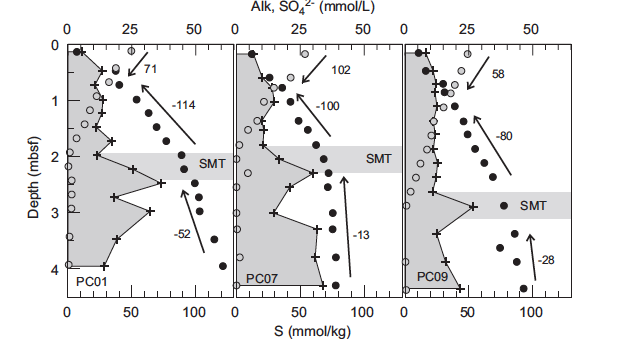 Alk, SO₄²⁻ (mmol/L)
0 25 50 0 25 50 0 25 50
0
1
2
3
4
Depth (mbsf)
71
-114
SMT
-52
PC01
102
-100
SMT
-13
PC07
58
-80
SMT
-28
PC09
0 50 100 0 50 100 0 50 100
S (mmol/kg)